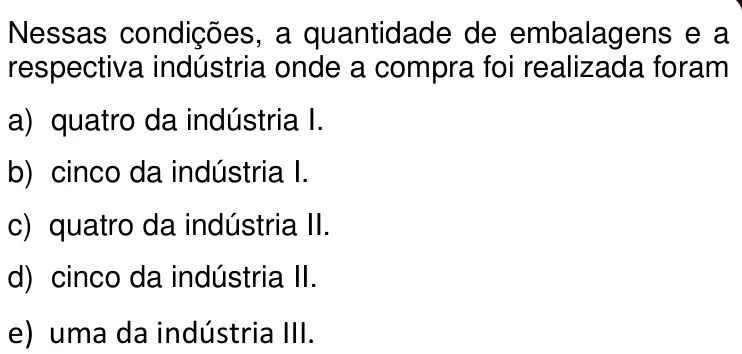 Nessas condições, a quantidade de embalagens e a
respectiva indústria onde a compra foi realizada foram
a) quatro da indústria I.
b) cinco da indústria I.
c) quatro da indústria II.
d) cinco da indústria II.
e) uma da indústria III.